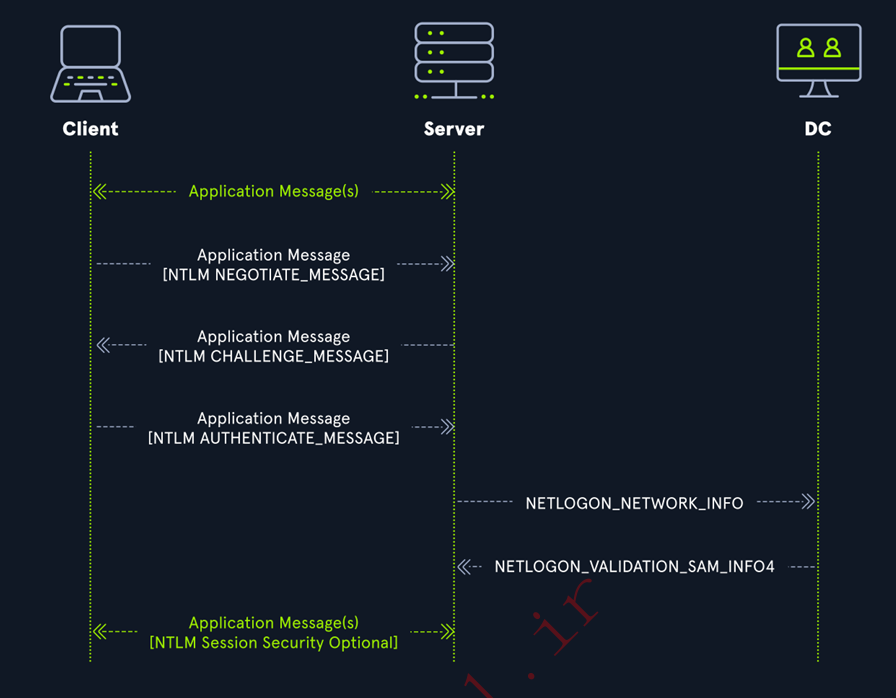 Client
Server
DC
Application Message(s)
Application Message
[NTLM NEGOTIATE_MESSAGE]
Application Message
[NTLM CHALLENGE_MESSAGE]
Application Message
[NTLM AUTHENTICATE_MESSAGE]
NETLOGON_NETWORK_INFO
NETLOGON_VALIDATION_SAM_INFO4
Application Message(s)
[NTLM Session Security Optional]
l.ir